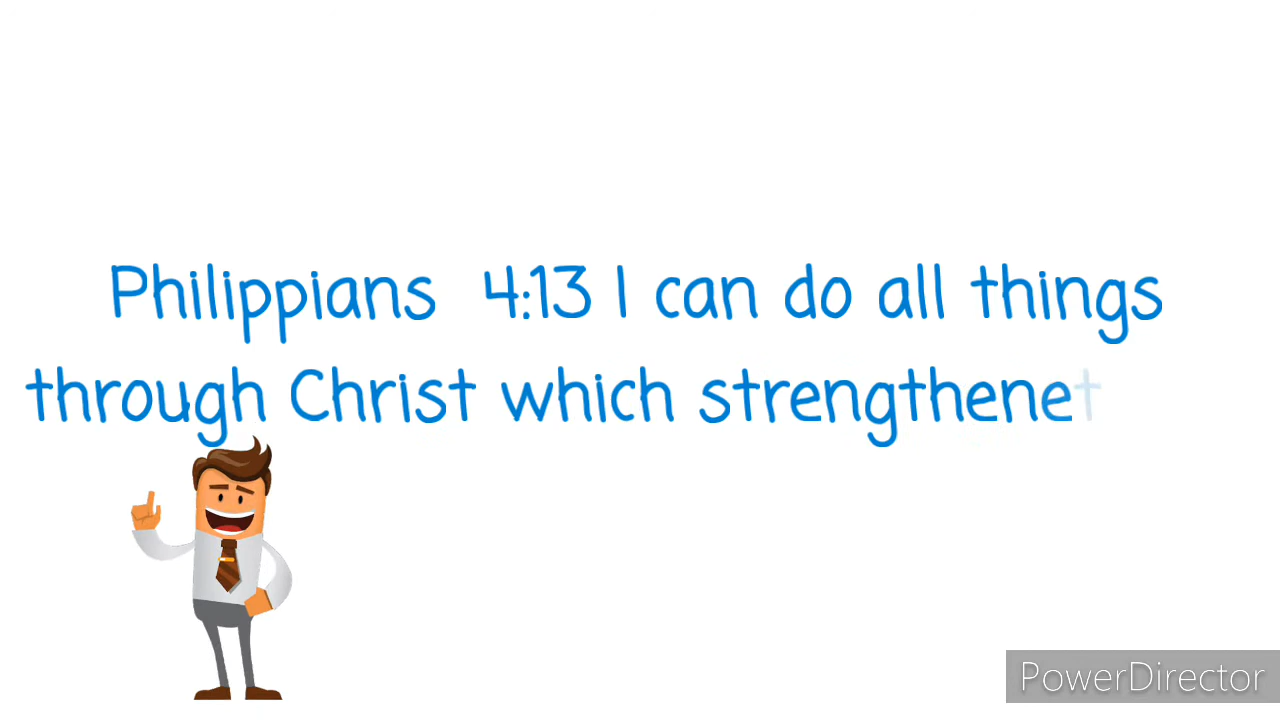 Philippians 4:13 I can do all things
through Christ which strengthenet
PowerDirector